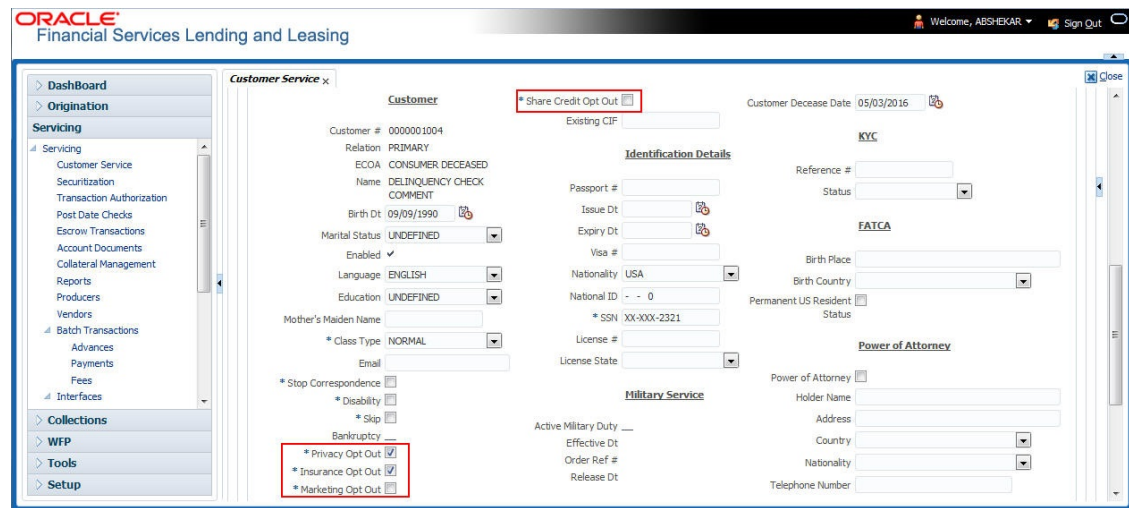 ORACLE
Financial Services Lending and Leasing
Welcome, ABSHEKAR
Sign Out
DashBoard
Origination
Servicing
Servicing
Customer Service
Securitization
Transaction Authorization
Post Date Checks
Escrow Transactions
Account Documents
Collateral Management
Reports
Producers
Vendors
Batch Transactions
Advances
Payments
Fees
Interfaces
Collections
WFP
Tools
Setup
Customer Service x
Close
Customer
Customer # 0000001004
Relation PRIMARY
ECOA CONSUMER DECEASED
Name DELINQUENCY CHECK
COMMENT
Birth Dt 09/09/1990
Marital Status UNDEFINED
Enabled
Language ENGLISH
Education UNDEFINED
Mother's Maiden Name
* Class Type NORMAL
Email
* Stop Correspondence
* Disability
* Skip
Bankruptcy
* Privacy Opt Out
* Insurance Opt Out
* Marketing Opt Out
* Share Credit Opt Out
Existing CIF
Identification Details
Passport #
Issue Dt
Expiry Dt
Visa #
Nationality USA
National ID - - 0
* SSN XX-XXX-2321
License #
License State
Military Service
Active Military Duty
Effective Dt
Order Ref #
Release Dt
Customer Decease Date 05/03/2016
KYC
Reference #
Status
FATCA
Birth Place
Birth Country
Permanent US Resident
Status
Power of Attorney
Power of Attorney
Holder Name
Address
Country
Nationality
Telephone Number